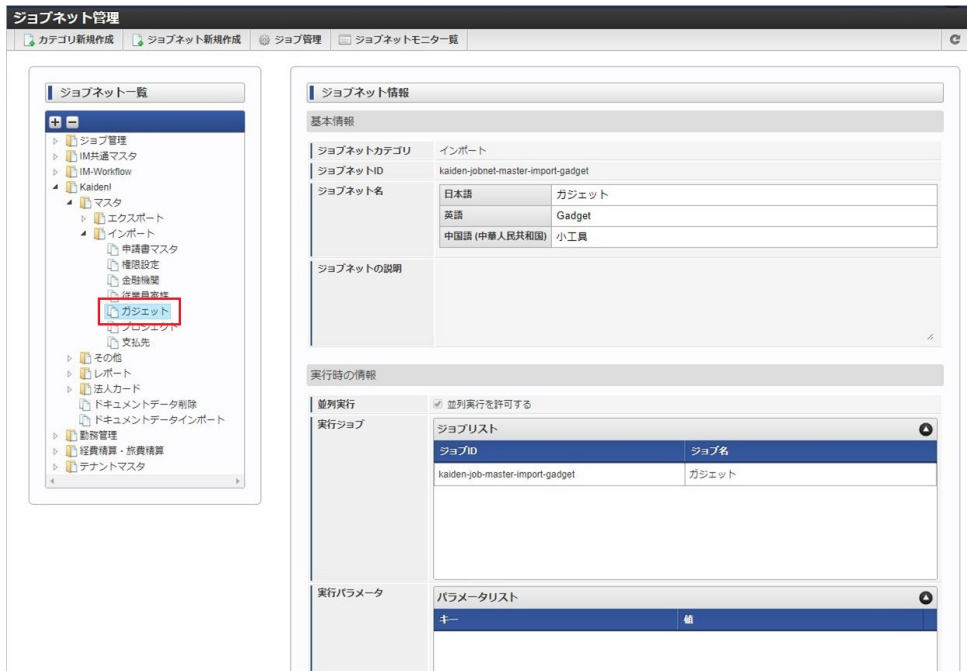 ジョブネット管理
カテゴリ新規作成 ジョブネット新規作成 ジョブ管理 ジョブネットモニタ一覧
ジョブネット一覧
ジョブ管理
IM共通マスタ
IM-Workflow
Kaiden!
マスタ
エクスポート
インポート
申請書マスタ
権限設定
金融機関
従業員家族
ガジェット
プロジェクト
支払先
その他
レポート
法人カード
ドキュメントデータ削除
ドキュメントデータインポート
勤務管理
経費精算・旅費精算
テナントマスタ
ジョブネット情報
基本情報
ジョブネットカテゴリ インポート
ジョブネットID kaiden-jobnet-master-import-gadget
ジョブネット名 日本語 ガジェット
英語 Gadget
中国語 (中華人民共和国) 小工具
ジョブネットの説明
実行時の情報
並列実行 並列実行を許可する
実行ジョブ ジョブリスト
ジョブID ジョブ名
kaiden-job-master-import-gadget ガジェット
実行パラメータ パラメータリスト
キー 値